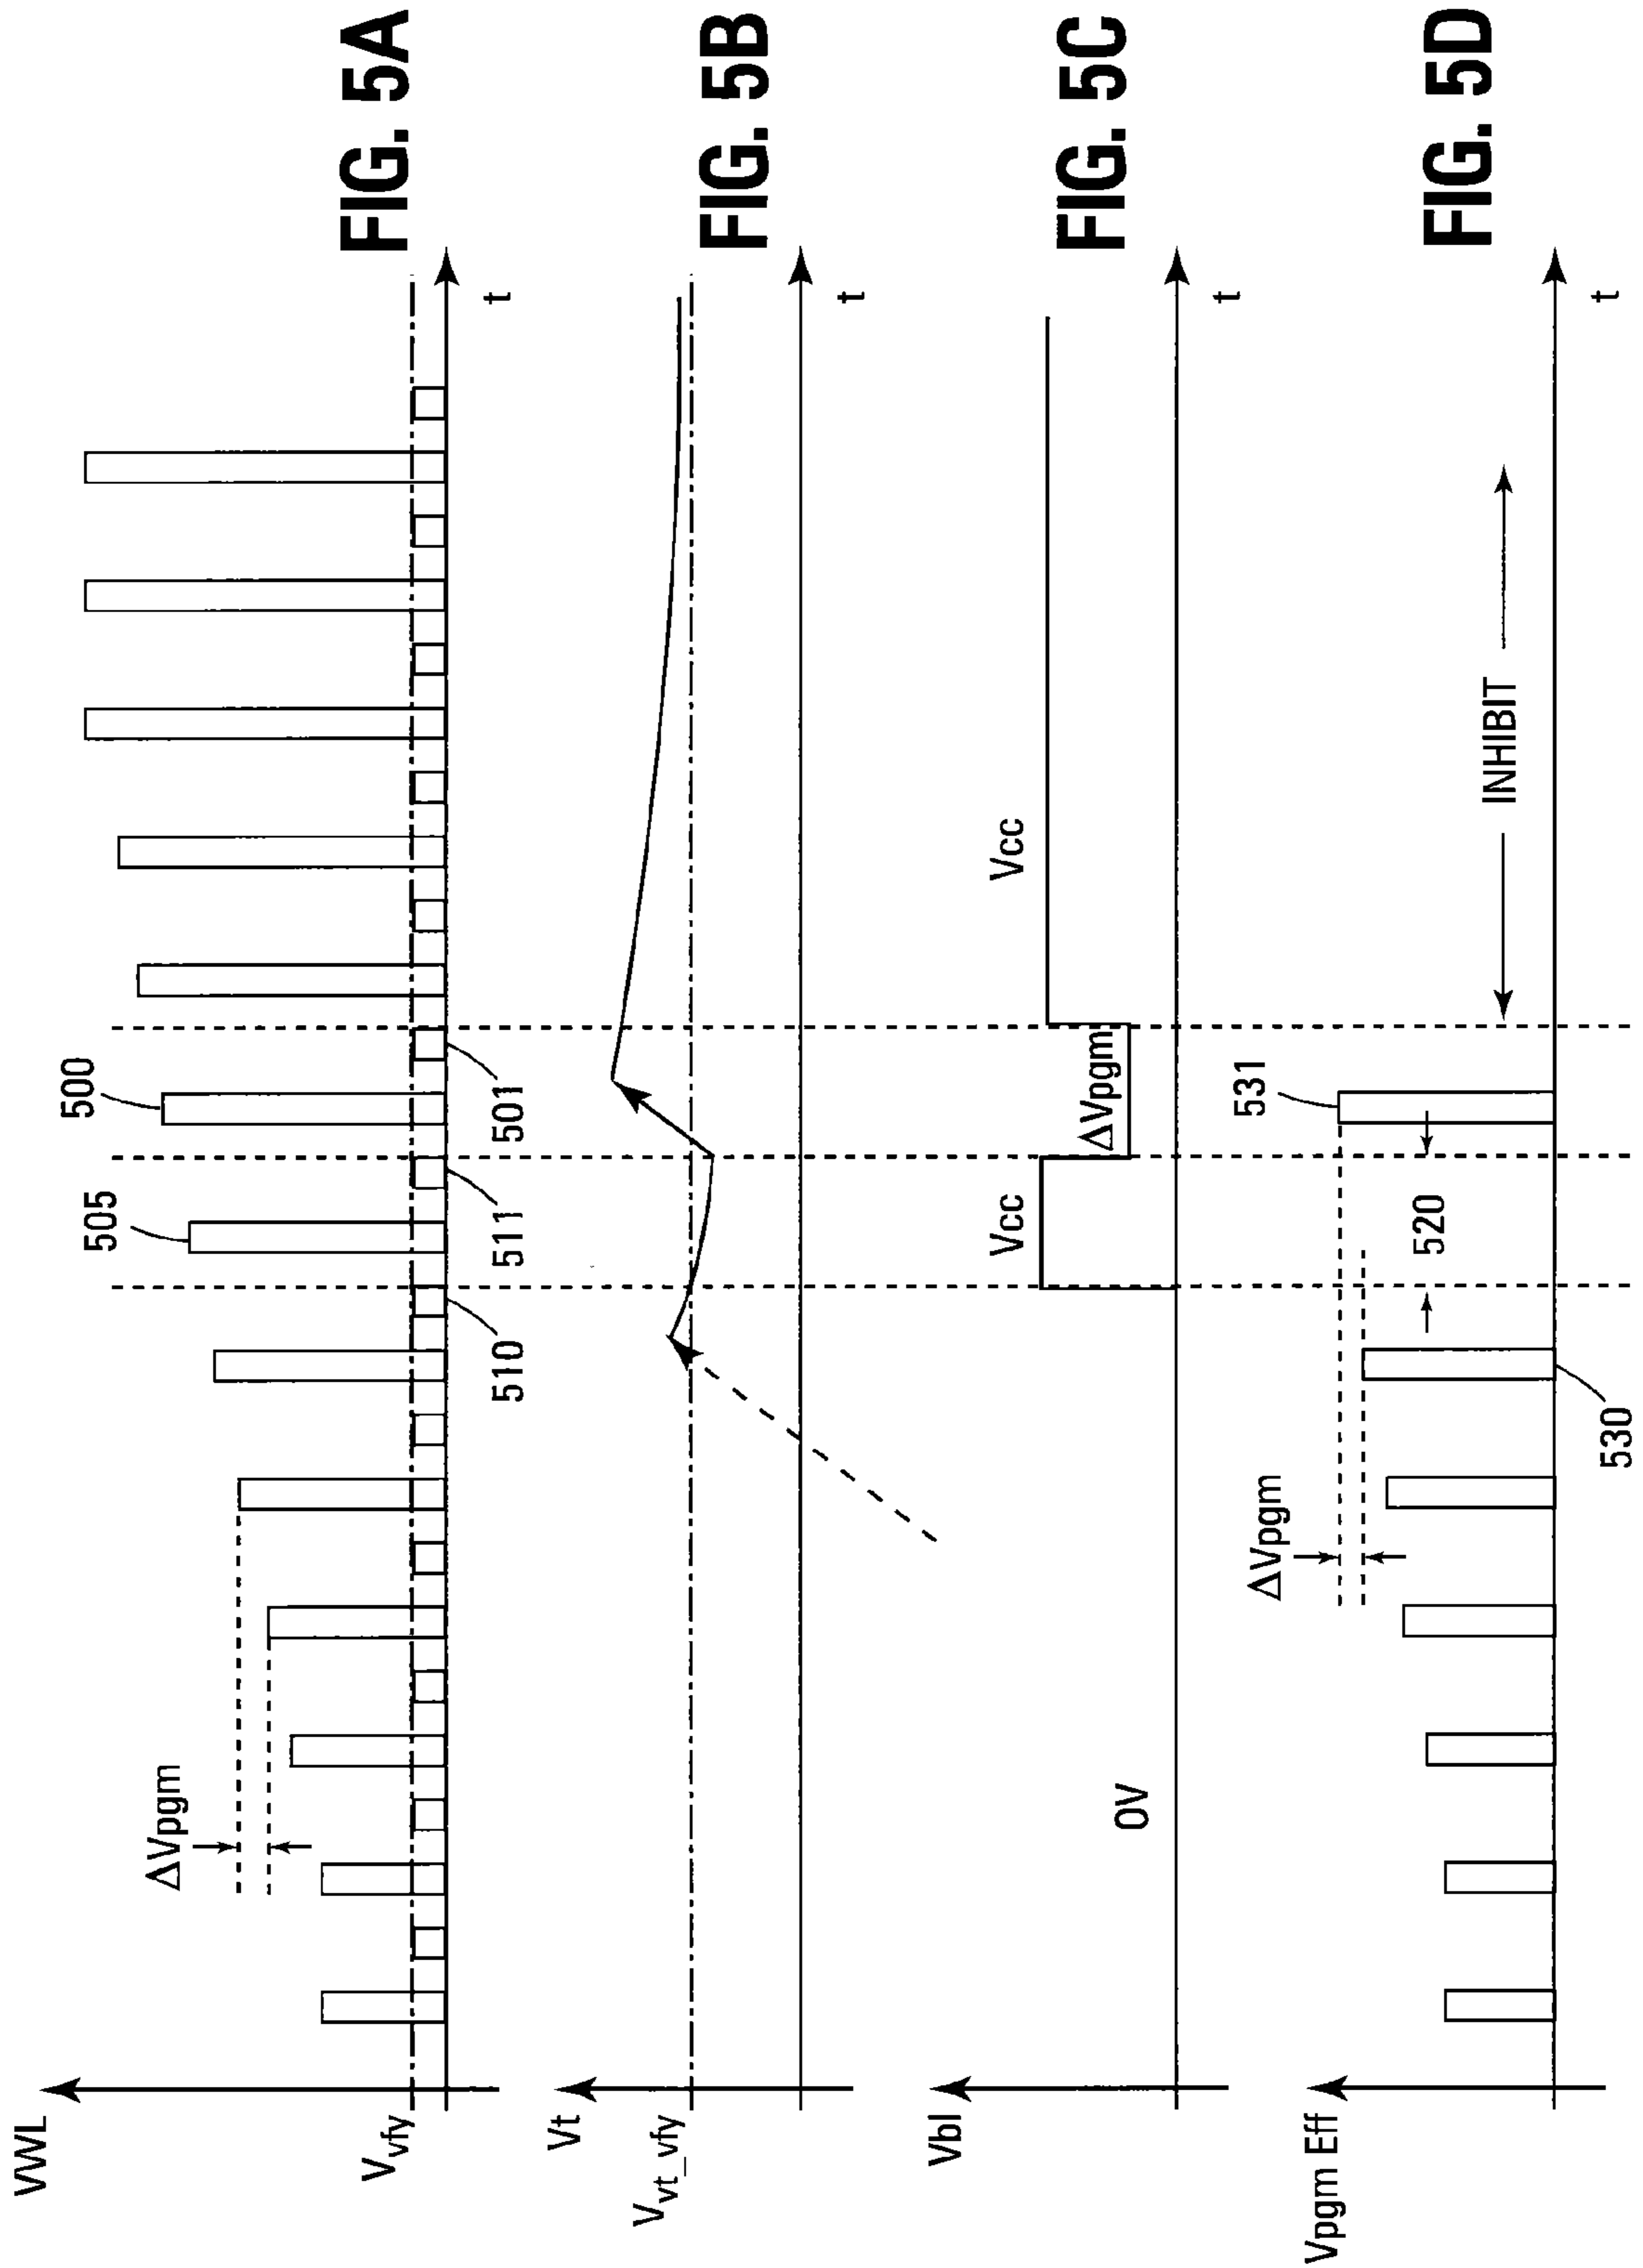 FIG. 5A
VWL
Vvfy
ΔVpgm
505
500
510
511
501
t
FIG. 5B
Vt
Vvt_vfy
t
FIG. 5C
Vbl
0V
Vcc
ΔVpgm
Vcc
t
FIG. 5D
Vpgm Eff
ΔVpgm
530
520
531
INHIBIT
t